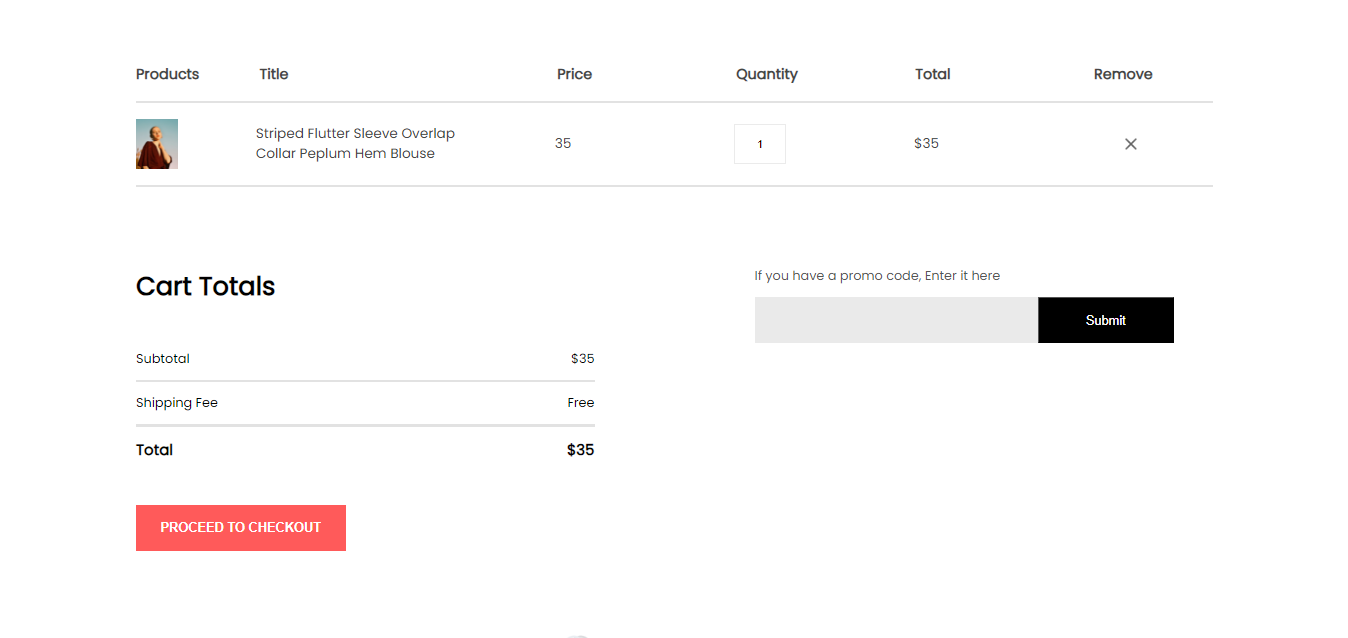 Products Title Price Quantity Total Remove
Striped Flutter Sleeve Overlap
Collar Peplum Hem Blouse
35 1 $35
Cart Totals
Subtotal $35
Shipping Fee Free
Total $35
PROCEED TO CHECKOUT
If you have a promo code, Enter it here
Submit